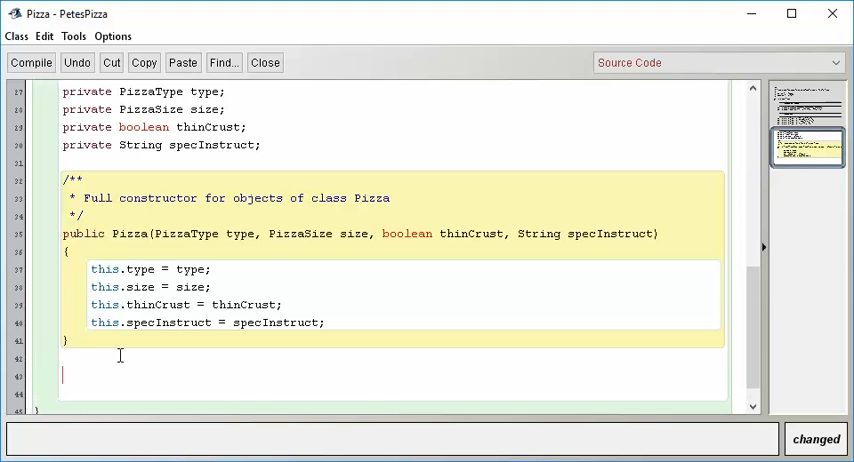 Pizza - PetesPizza
Class Edit Tools Options
Compile Undo Cut Copy Paste Find... Close Source Code
27 private PizzaType type;
28 private PizzaSize size;
29 private boolean thinCrust;
30 private String specInstruct;
31
32 /**
33 * Full constructor for objects of class Pizza
34 */
35 public Pizza(PizzaType type, PizzaSize size, boolean thinCrust, String specInstruct)
36 {
37 this.type = type;
38 this.size = size;
39 this.thinCrust = thinCrust;
40 this.specInstruct = specInstruct;
41 }
42
43
44
45 }
changed